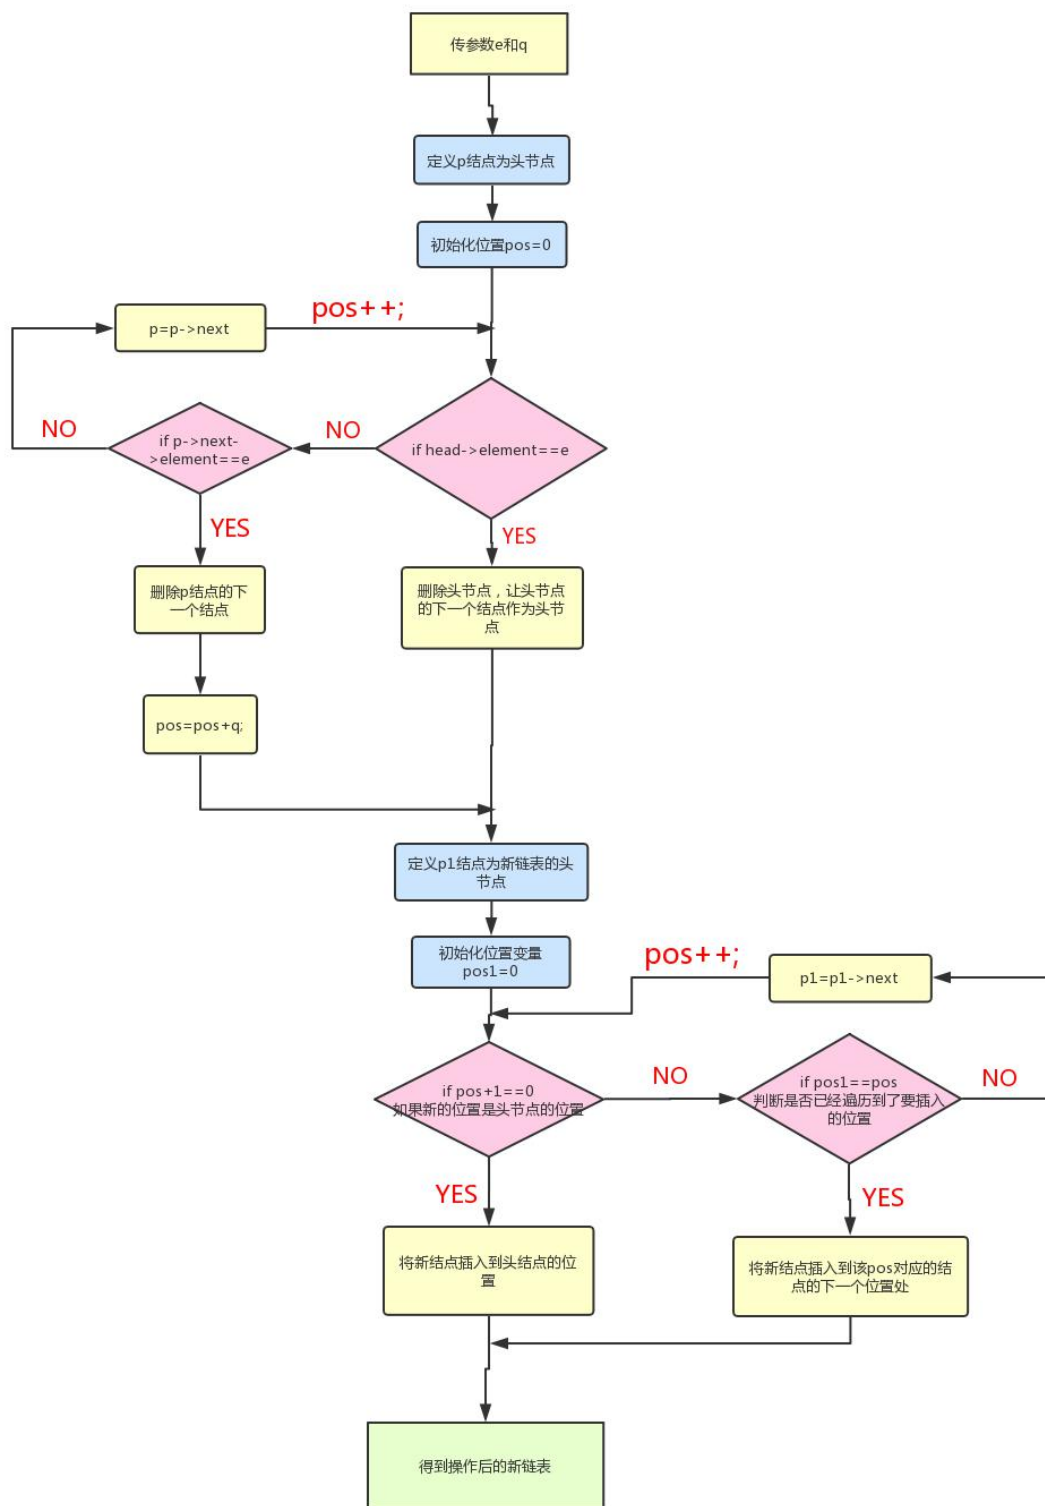 传参数e和q
定义p结点为头节点
初始化位置pos=0
p=p->next
pos++;
if head->element==e
NO
if p->next-
>element==e
NO
YES
YES
删除p结点的下
一个结点
删除头节点，让头节点
的下一个结点作为头节
点
pos=pos+q;
定义p1结点为新链表的头
节点
初始化位置变量
pos1=0
pos++;
p1=p1->next
if pos+1==0
如果新的位置是头节点的位置
NO
if pos1==pos
判断是否已经遍历到了要插入
的位置
NO
YES
YES
将新结点插入到头结点的位
置
将新结点插入到该pos对应的结
点的下一个位置处
得到操作后的新链表